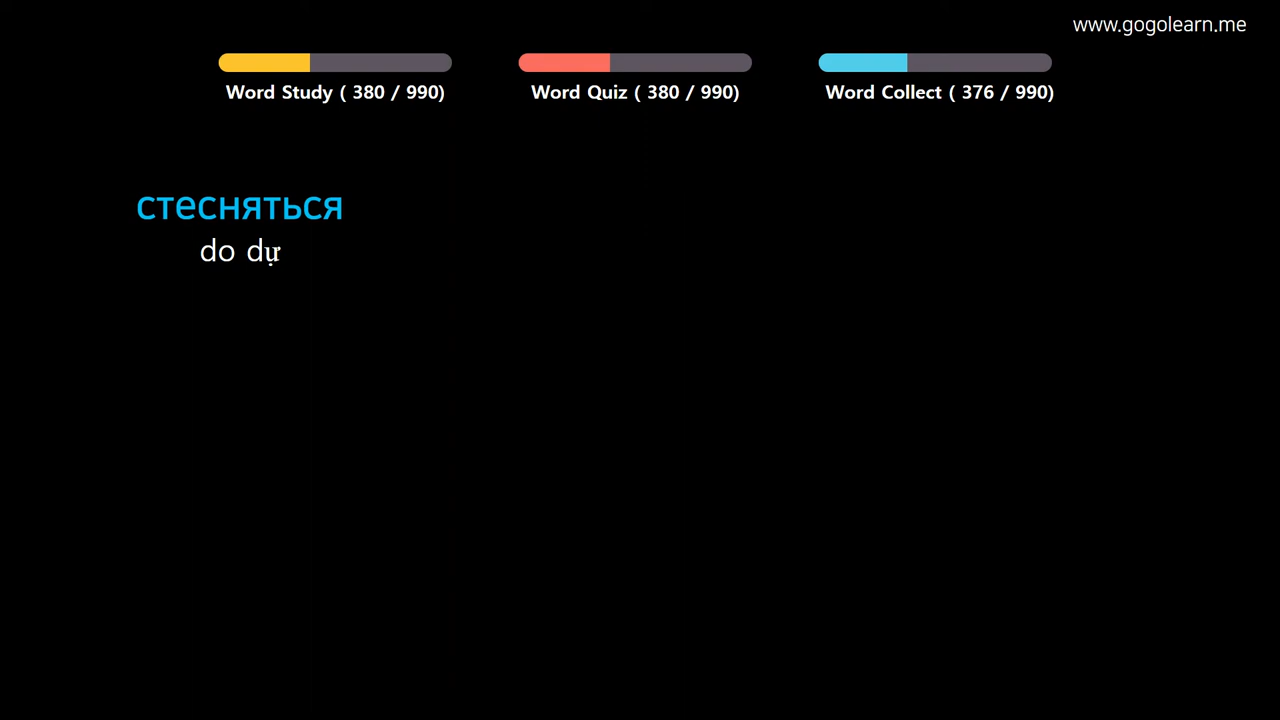 www.gogolearn.me
Word Study ( 380 / 990)
Word Quiz ( 380 / 990)
Word Collect ( 376 / 990)
стесняться
do dự